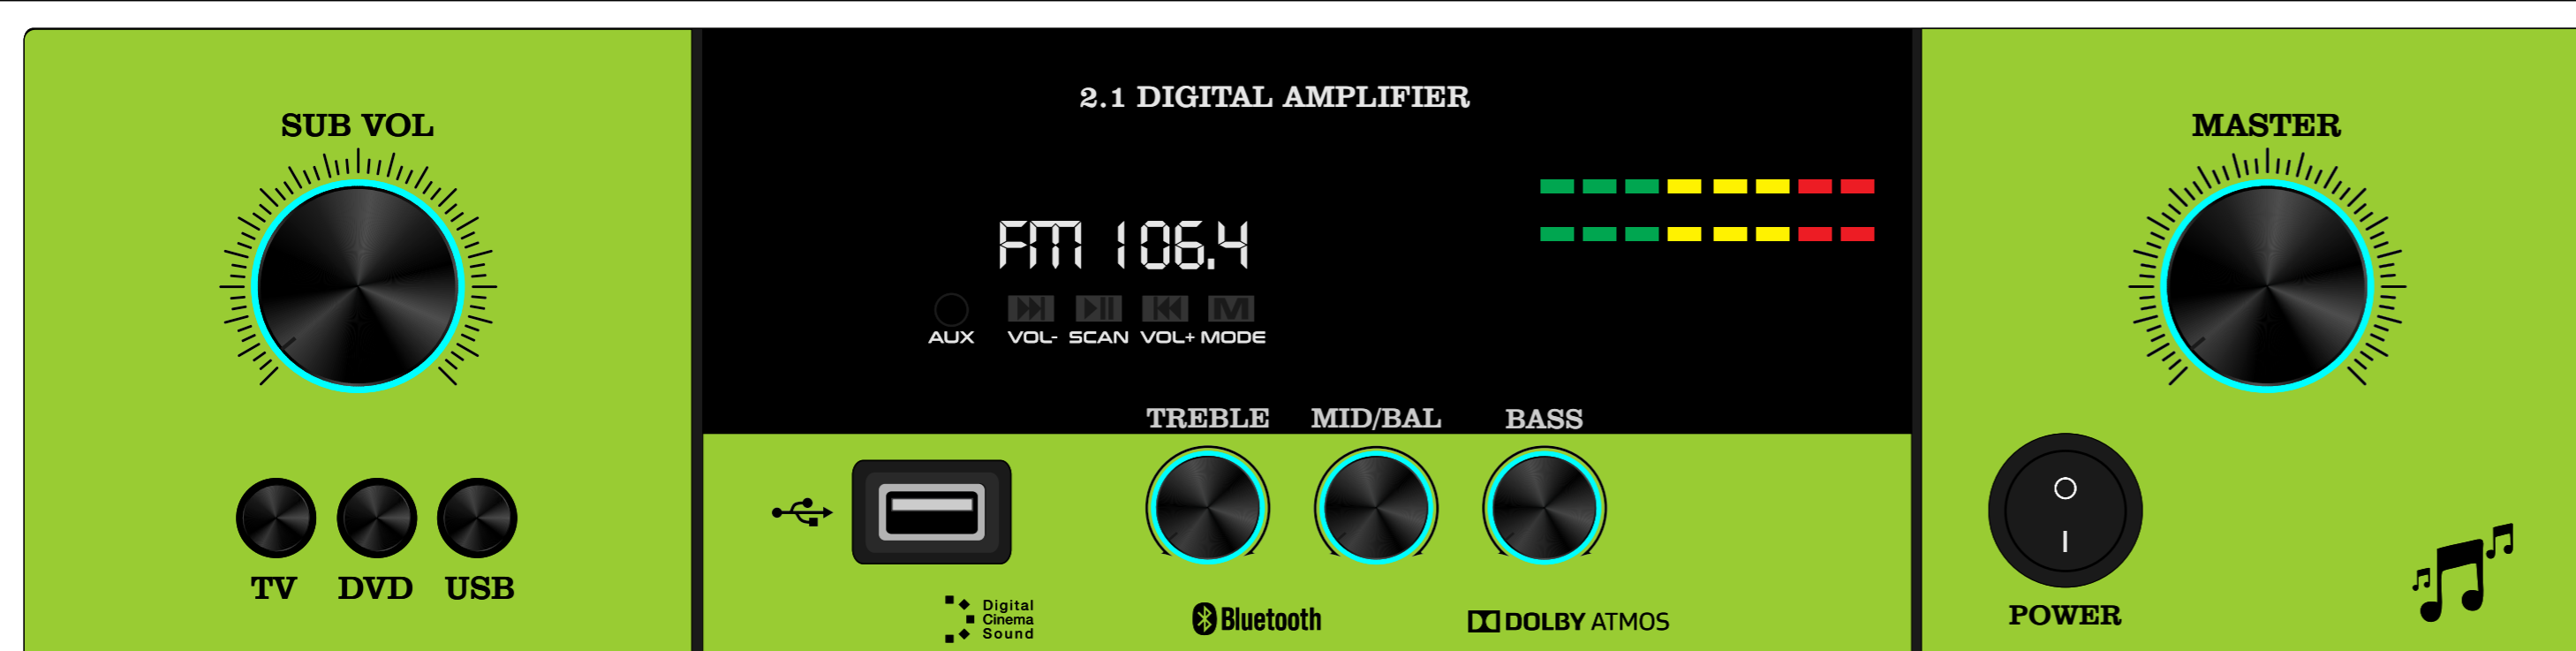 2.1 DIGITAL AMPLIFIER
SUB VOL
MASTER
FM 106.4
M
AUX VOL- SCAN VOL+ MODE
TREBLE MID/BAL BASS
TV DVD USB
Digital
Cinema
Sound
Bluetooth
DOLBY ATMOS
POWER